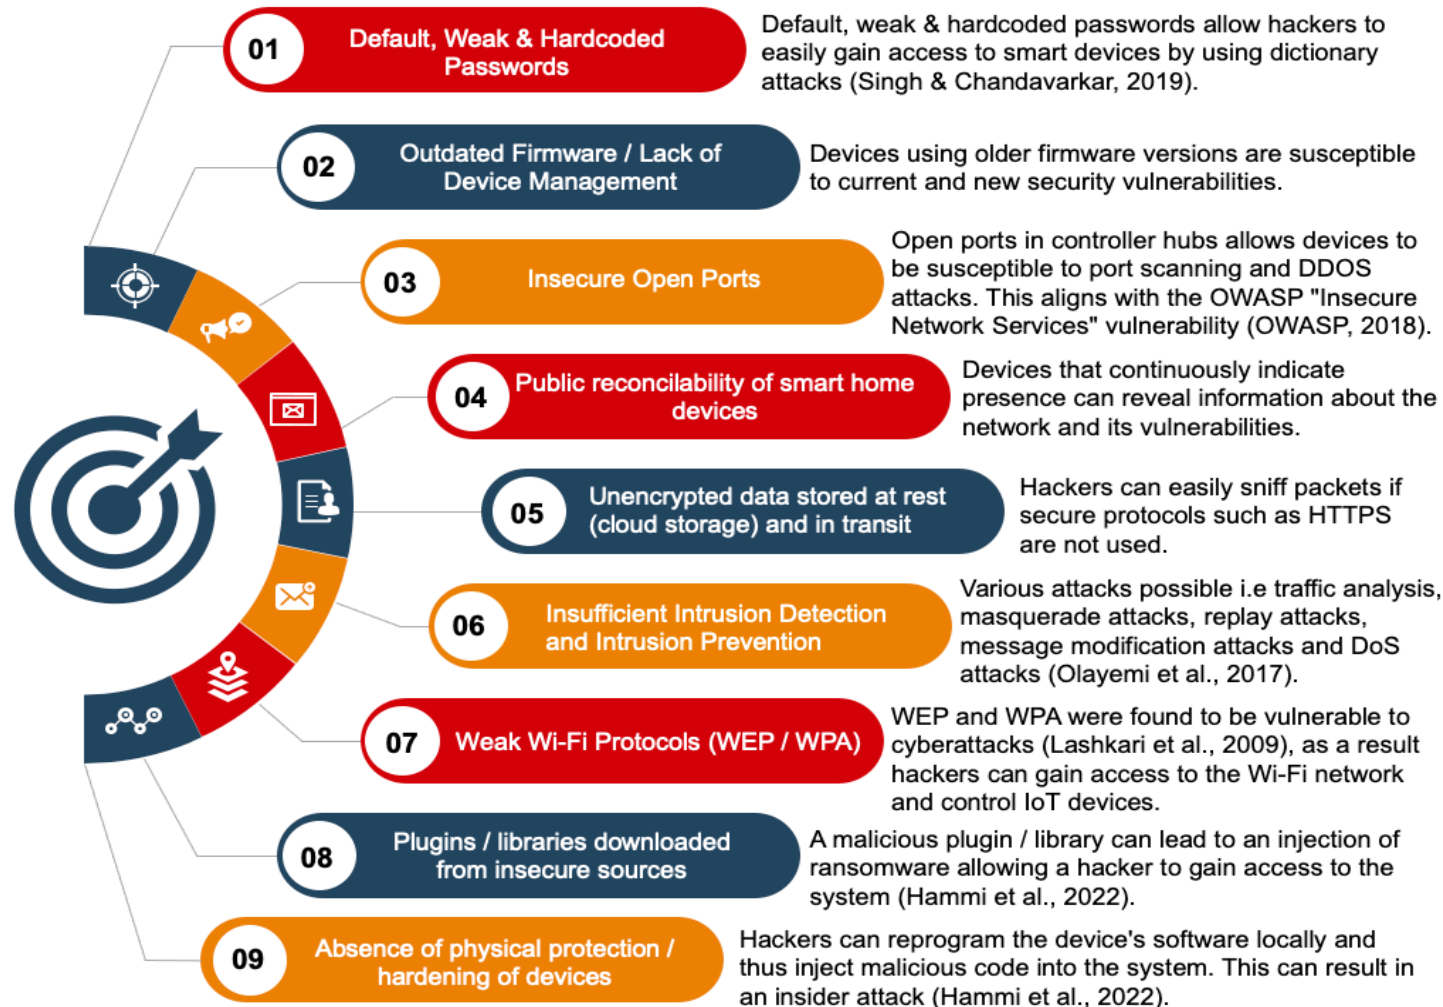 01
Default, Weak & Hardcoded
Passwords
Default, weak & hardcoded passwords allow hackers to
easily gain access to smart devices by using dictionary
attacks (Singh & Chandavarkar, 2019).
02
Outdated Firmware / Lack of
Device Management
Devices using older firmware versions are susceptible
to current and new security vulnerabilities.
03
Insecure Open Ports
Open ports in controller hubs allows devices to
be susceptible to port scanning and DDOS
attacks. This aligns with the OWASP "Insecure
Network Services" vulnerability (OWASP, 2018).
04
Public reconcilability of smart home
devices
Devices that continuously indicate
presence can reveal information about the
network and its vulnerabilities.
05
Unencrypted data stored at rest
(cloud storage) and in transit
Hackers can easily sniff packets if
secure protocols such as HTTPS
are not used.
06
Insufficient Intrusion Detection
and Intrusion Prevention
Various attacks possible i.e traffic analysis,
masquerade attacks, replay attacks,
message modification attacks and DoS
attacks (Olayemi et al., 2017).
07
Weak Wi-Fi Protocols (WEP / WPA)
WEP and WPA were found to be vulnerable to
cyberattacks (Lashkari et al., 2009), as a result
hackers can gain access to the Wi-Fi network
and control IoT devices.
08
Plugins / libraries downloaded
from insecure sources
A malicious plugin / library can lead to an injection of
ransomware allowing a hacker to gain access to the
system (Hammi et al., 2022).
09
Absence of physical protection /
hardening of devices
Hackers can reprogram the device's software locally and
thus inject malicious code into the system. This can result in
an insider attack (Hammi et al., 2022).